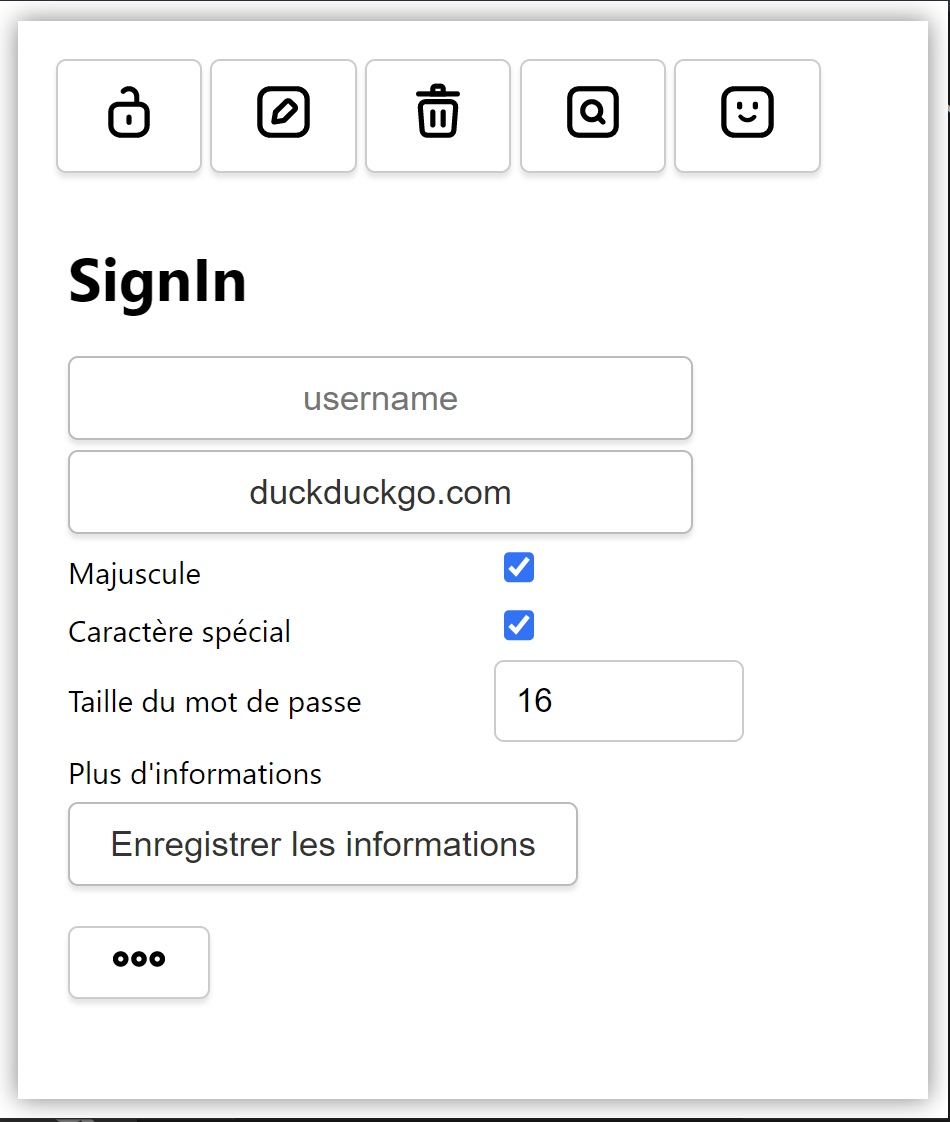 SignIn
username
duckduckgo.com
Majuscule
Caractère spécial
Taille du mot de passe
16
Plus d'informations
Enregistrer les informations